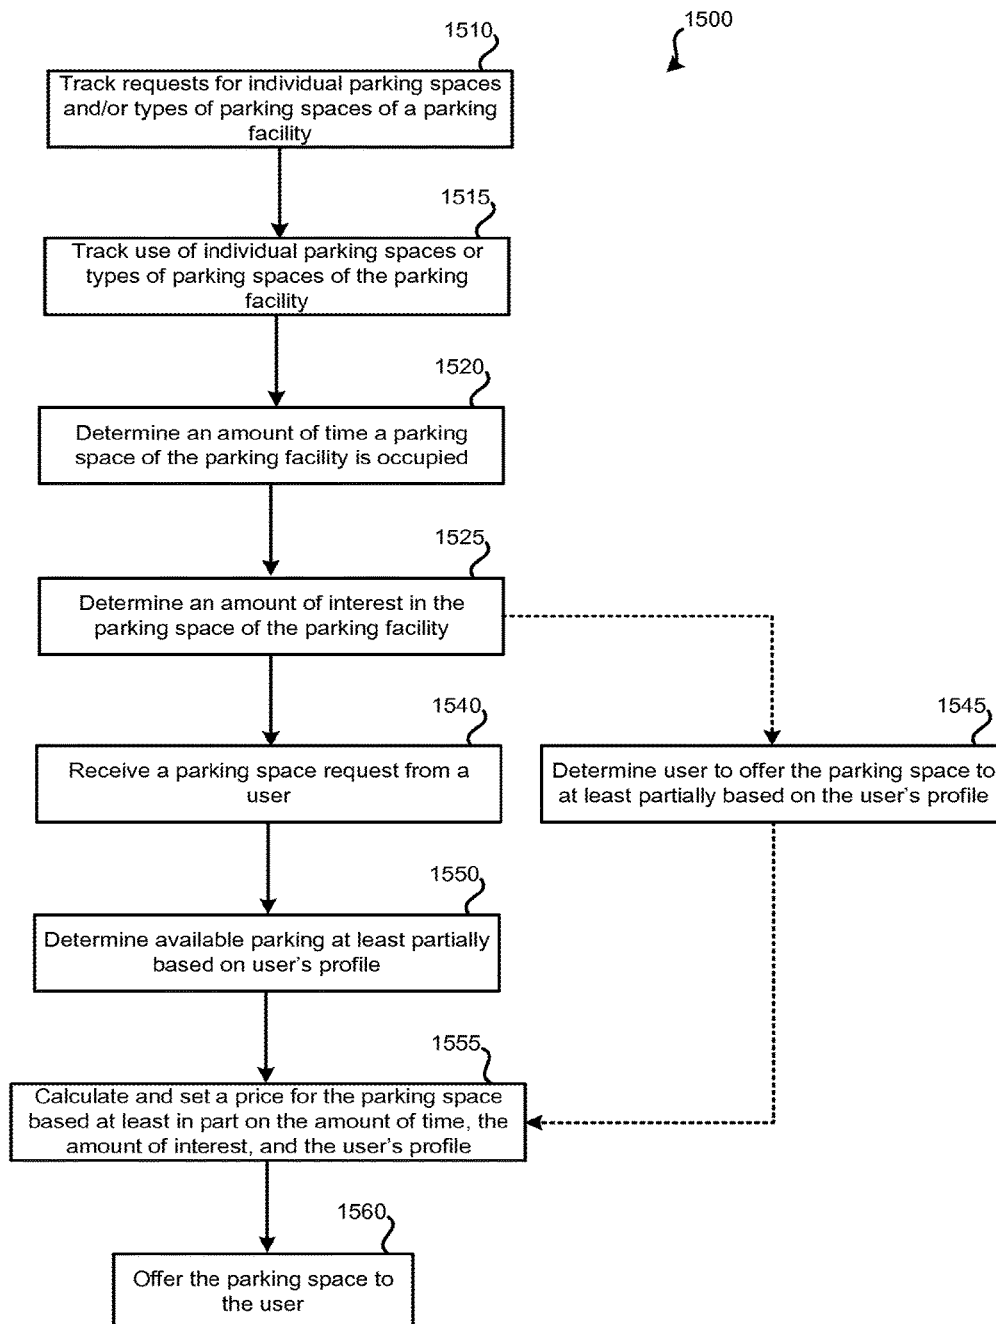 1500
1510
Track requests for individual parking spaces
and/or types of parking spaces of a parking
facility
1515
Track use of individual parking spaces or
types of parking spaces of the parking
facility
1520
Determine an amount of time a parking
space of the parking facility is occupied
1525
Determine an amount of interest in the
parking space of the parking facility
1540
Receive a parking space request from a
user
1545
Determine user to offer the parking space to
at least partially based on the user's profile
1550
Determine available parking at least partially
based on user's profile
1555
Calculate and set a price for the parking space
based at least in part on the amount of time, the
amount of interest, and the user's profile
1560
Offer the parking space to
the user